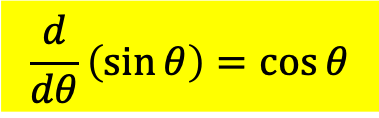 d/dθ (sin θ) = cos θ